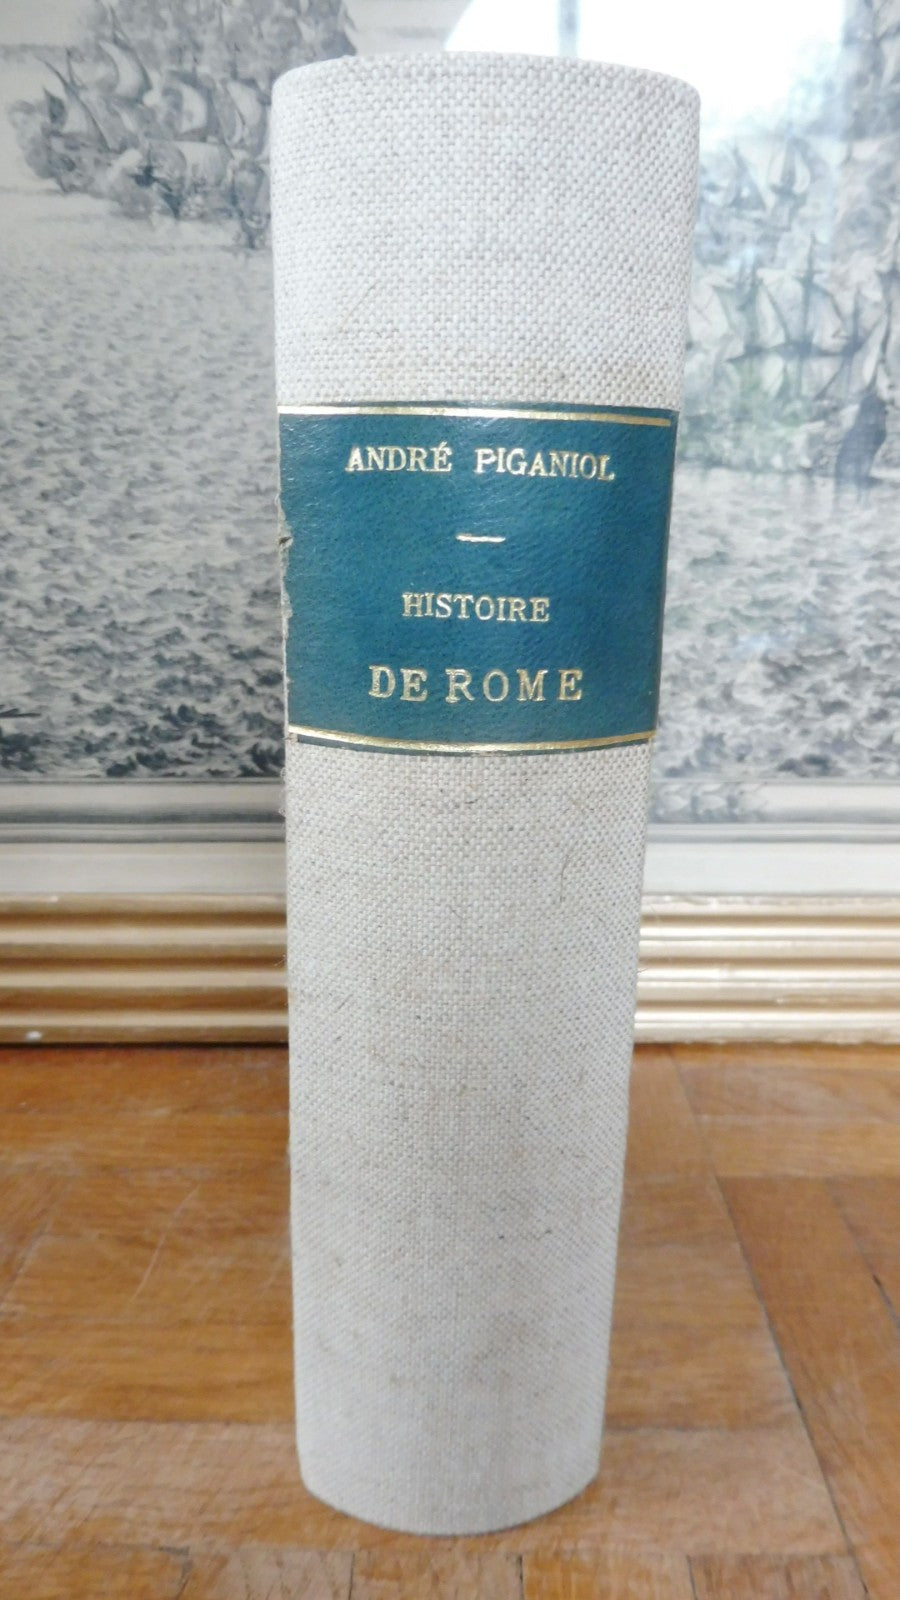 ANDRÉ PIGANIOL
—
HISTOIRE
DE ROME